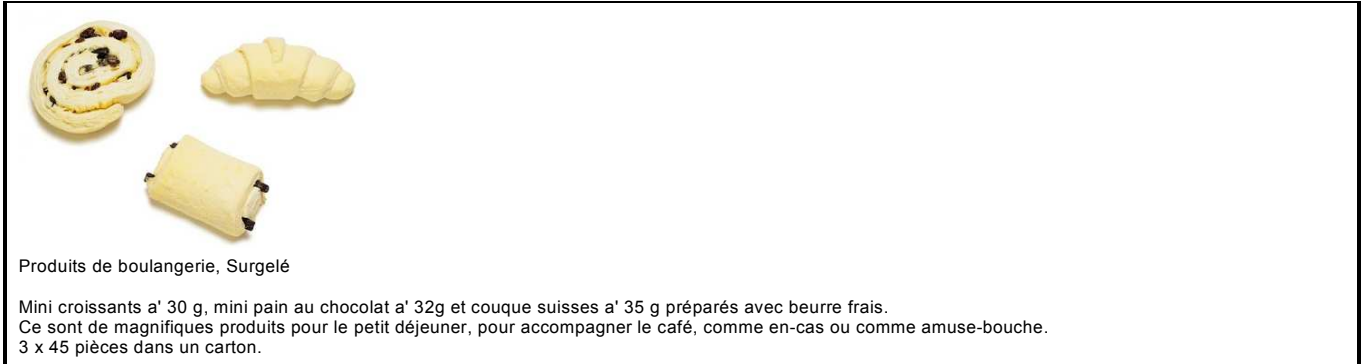 Produits de boulangerie, Surgelé
Mini croissants a' 30 g, mini pain au chocolat a' 32g et couque suisses a' 35 g préparés avec beurre frais.
Ce sont de magnifiques produits pour le petit déjeuner, pour accompagner le café, comme en-cas ou comme amuse-bouche.
3 x 45 pièces dans un carton.